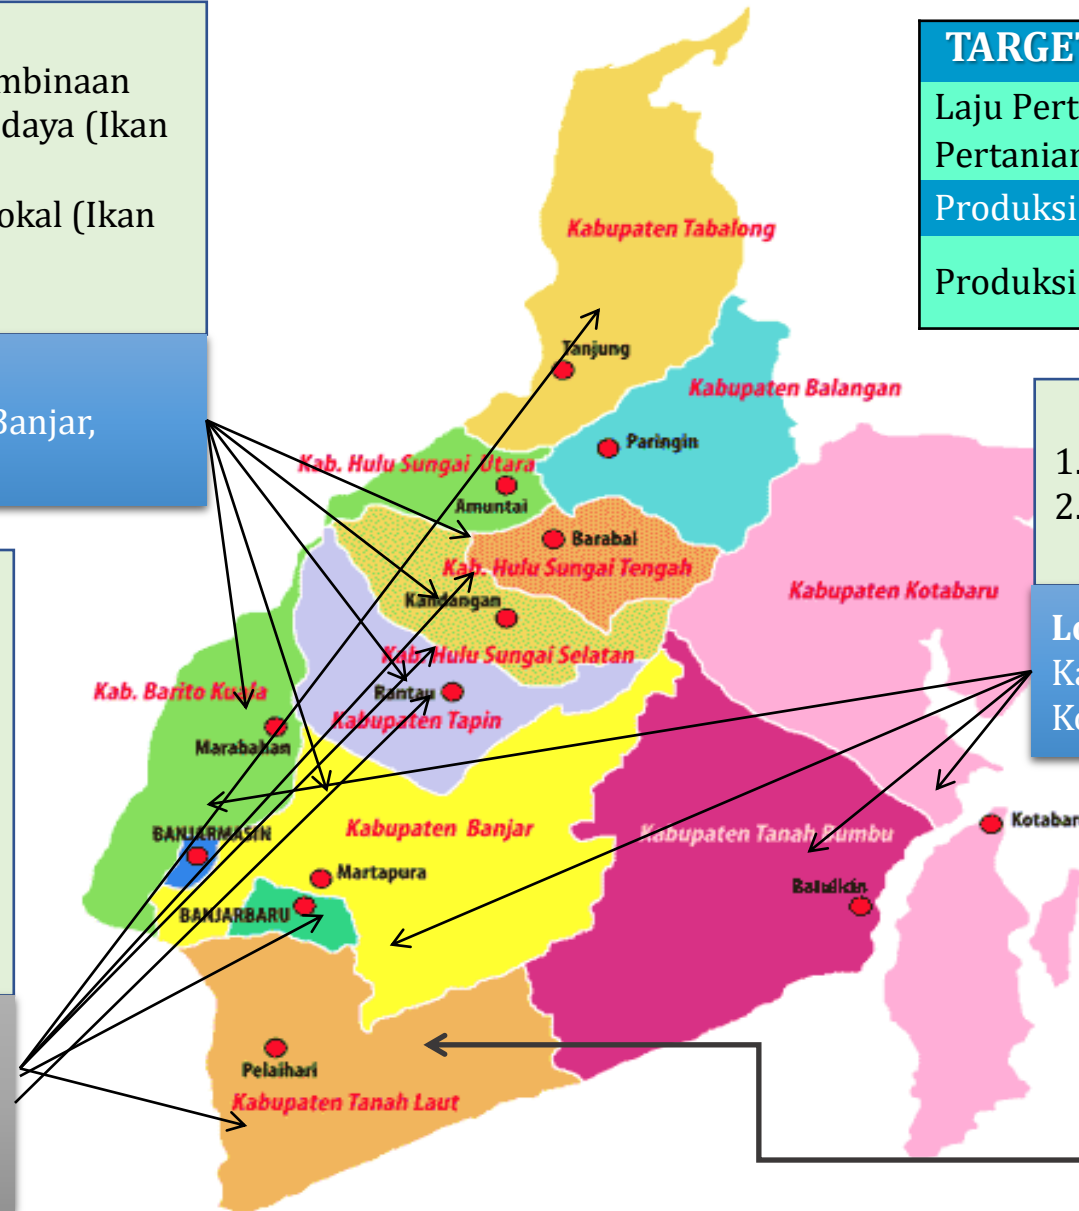 mbinaan
daya (Ikan
okal (Ikan
Banjar,
TARGET
Laju Pert
Pertanian
Produksi
Produksi
1.
2.
Lo
Ka
Ko
Kabupaten Tabalong
Tanjung
Kabupaten Balangan
Paringin
Kab. Hulu Sungai Utara
Amuntai
Barabai
Kab. Hulu Sungai Tengah
Kandangan
Kabupaten Kotabaru
Kab. Hulu Sungai Selatan
Kab. Barito Kuala
Rantau
Kabupaten Tapin
Marabahan
BANJARMASIN
Kabupaten Banjar
Kabupaten Tanah Bumbu
Kotabar
Martapura
Batulicin
BANJARBARU
Pelaihari
Kabupaten Tanah Laut